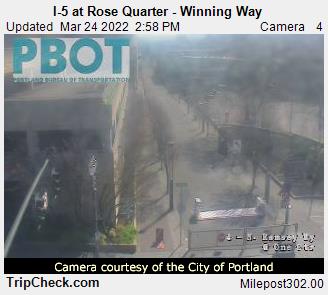 I-5 at Rose Quarter - Winning Way
Updated Mar 24 2022 2:58 PM Camera 4
PBOT
PORTLAND BUREAU OF TRANSPORTATION
Camera courtesy of the City of Portland
TripCheck.com Milepost302.00